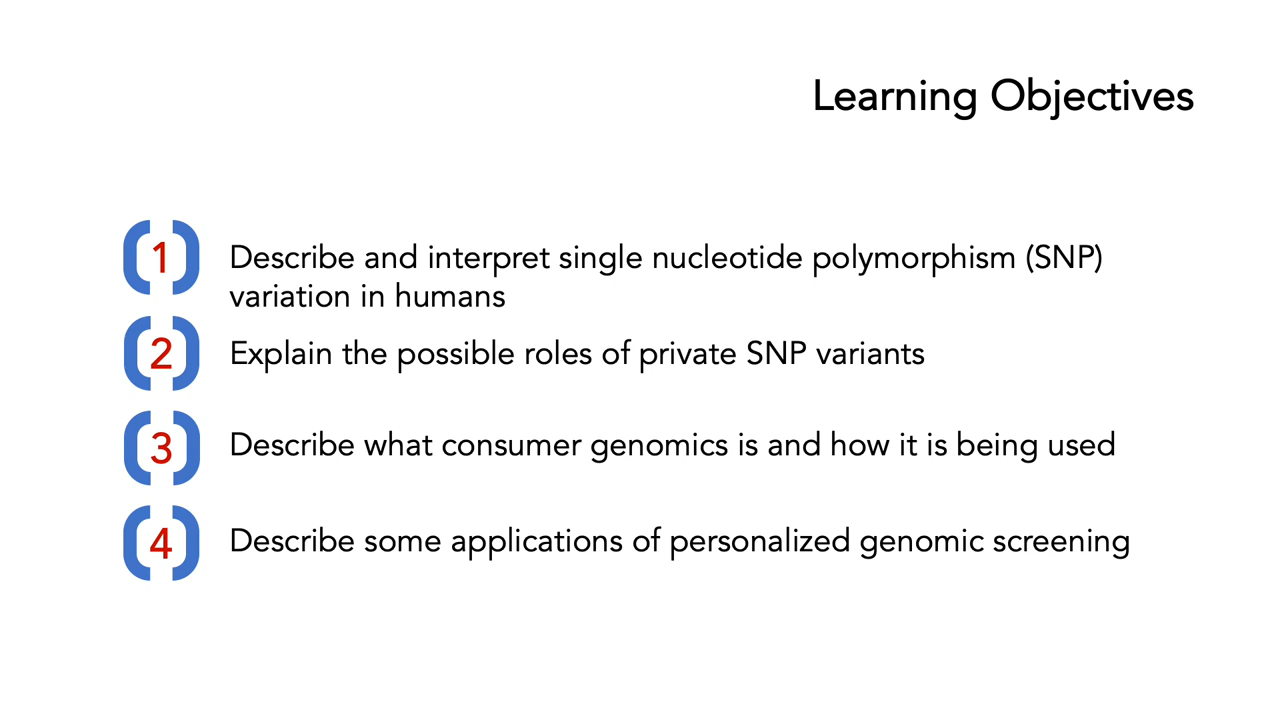 Learning Objectives
1 Describe and interpret single nucleotide polymorphism (SNP)
variation in humans
2 Explain the possible roles of private SNP variants
3 Describe what consumer genomics is and how it is being used
4 Describe some applications of personalized genomic screening